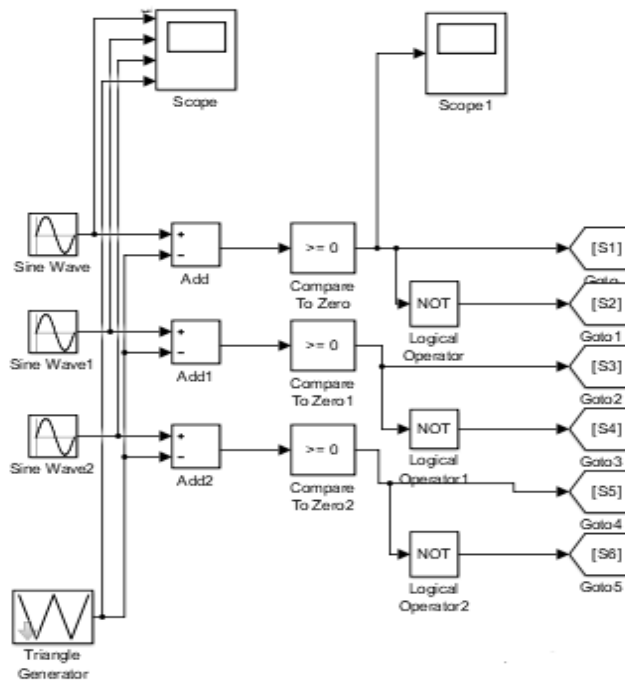 Scope
Scope1
Sine Wave
+
−
Add
>= 0
Compare
To Zero
[S1]
Goto
NOT
Logical
Operator
[S2]
Goto1
Sine Wave1
+
−
Add1
>= 0
Compare
To Zero1
[S3]
Goto2
NOT
Logical
Operator1
[S4]
Goto3
Sine Wave2
+
−
Add2
>= 0
Compare
To Zero2
[S5]
Goto4
NOT
Logical
Operator2
[S6]
Goto5
Triangle
Generator